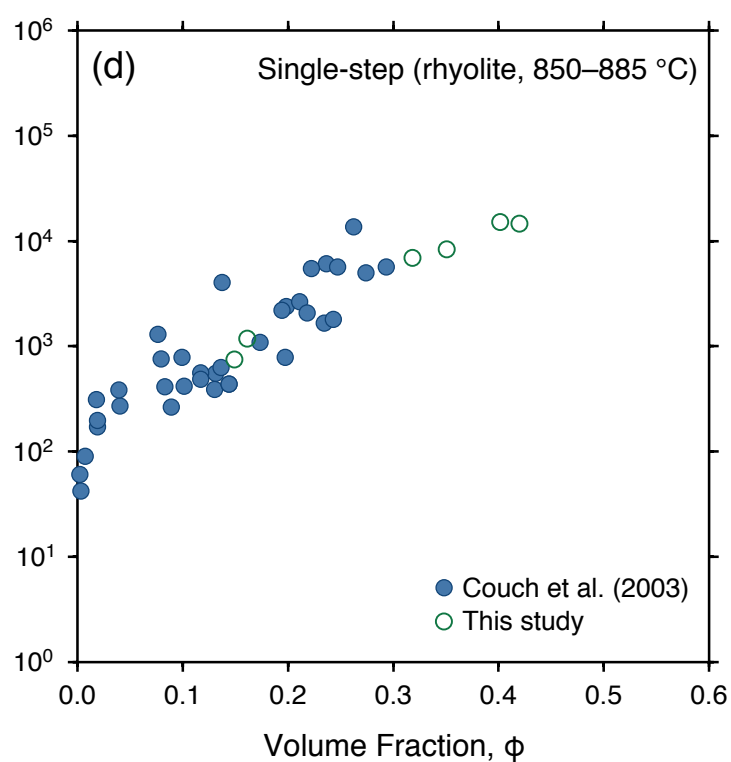 (d)
Single-step (rhyolite, 850–885 °C)
10⁶
10⁵
10⁴
10³
10²
10¹
10⁰
Couch et al. (2003)
This study
0.0 0.1 0.2 0.3 0.4 0.5 0.6
Volume Fraction, ϕ